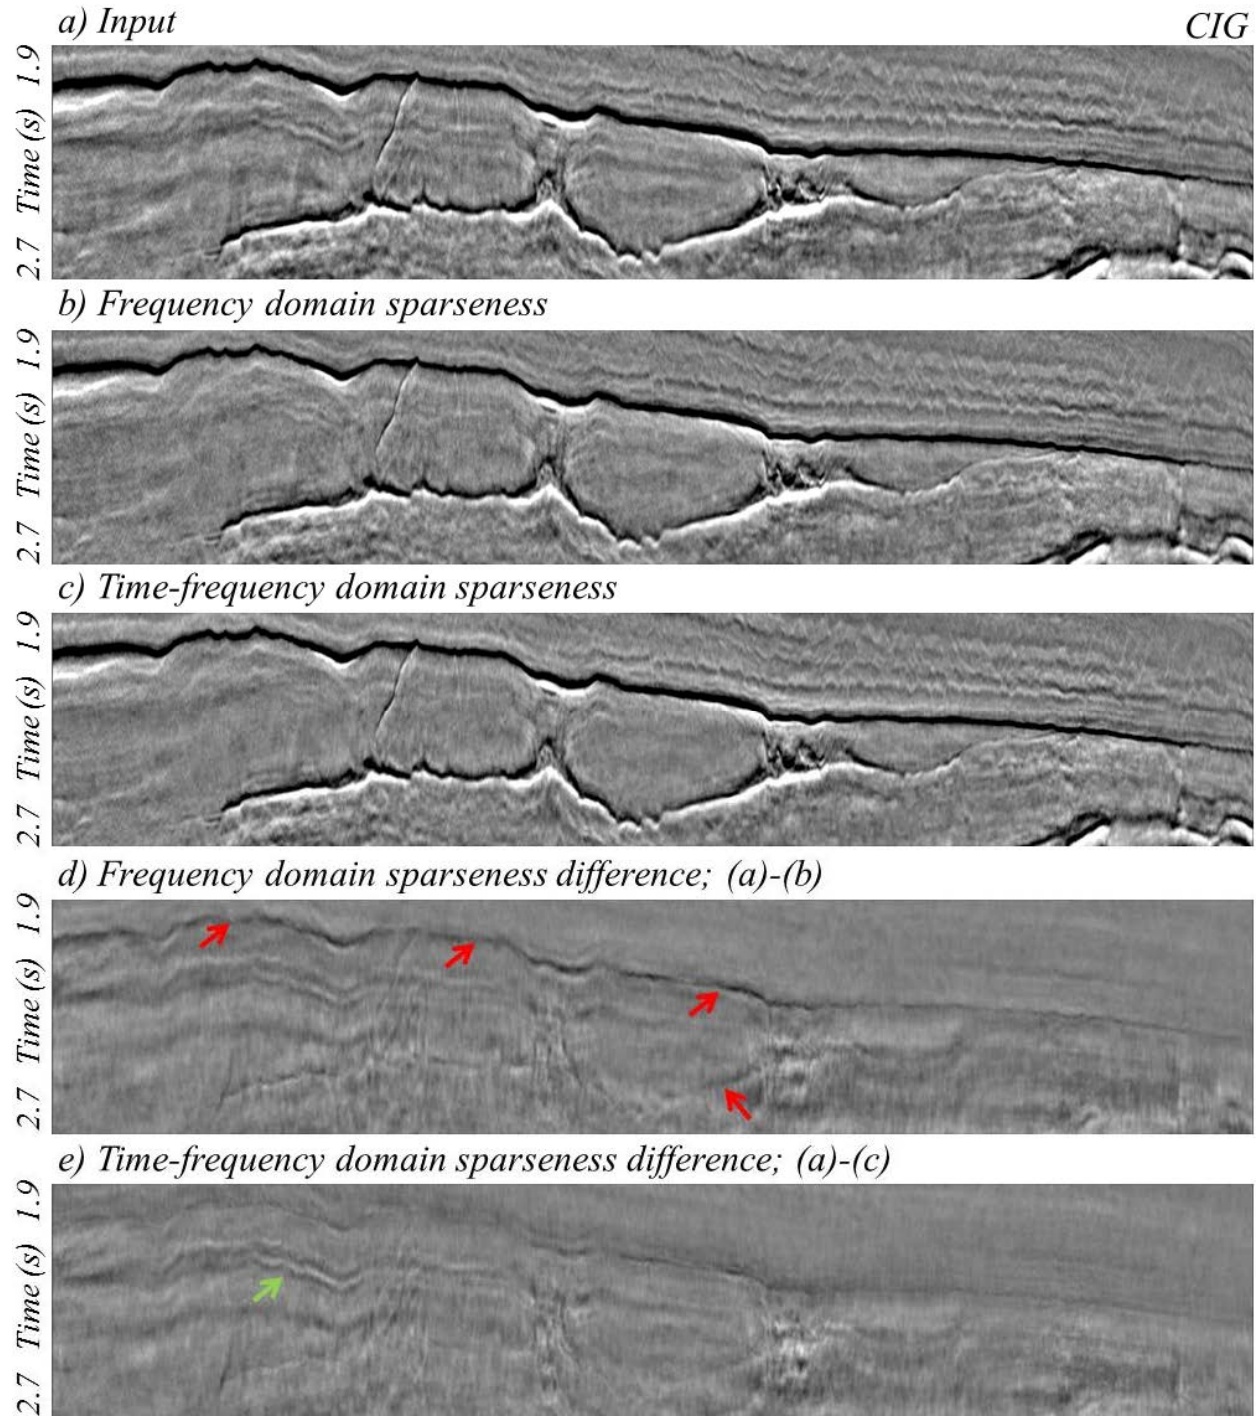 a) Input CIG
1.9
Time (s)
2.7
b) Frequency domain sparseness
1.9
Time (s)
2.7
c) Time-frequency domain sparseness
1.9
Time (s)
2.7
d) Frequency domain sparseness difference; (a)-(b)
1.9
Time (s)
2.7
e) Time-frequency domain sparseness difference; (a)-(c)
1.9
Time (s)
2.7